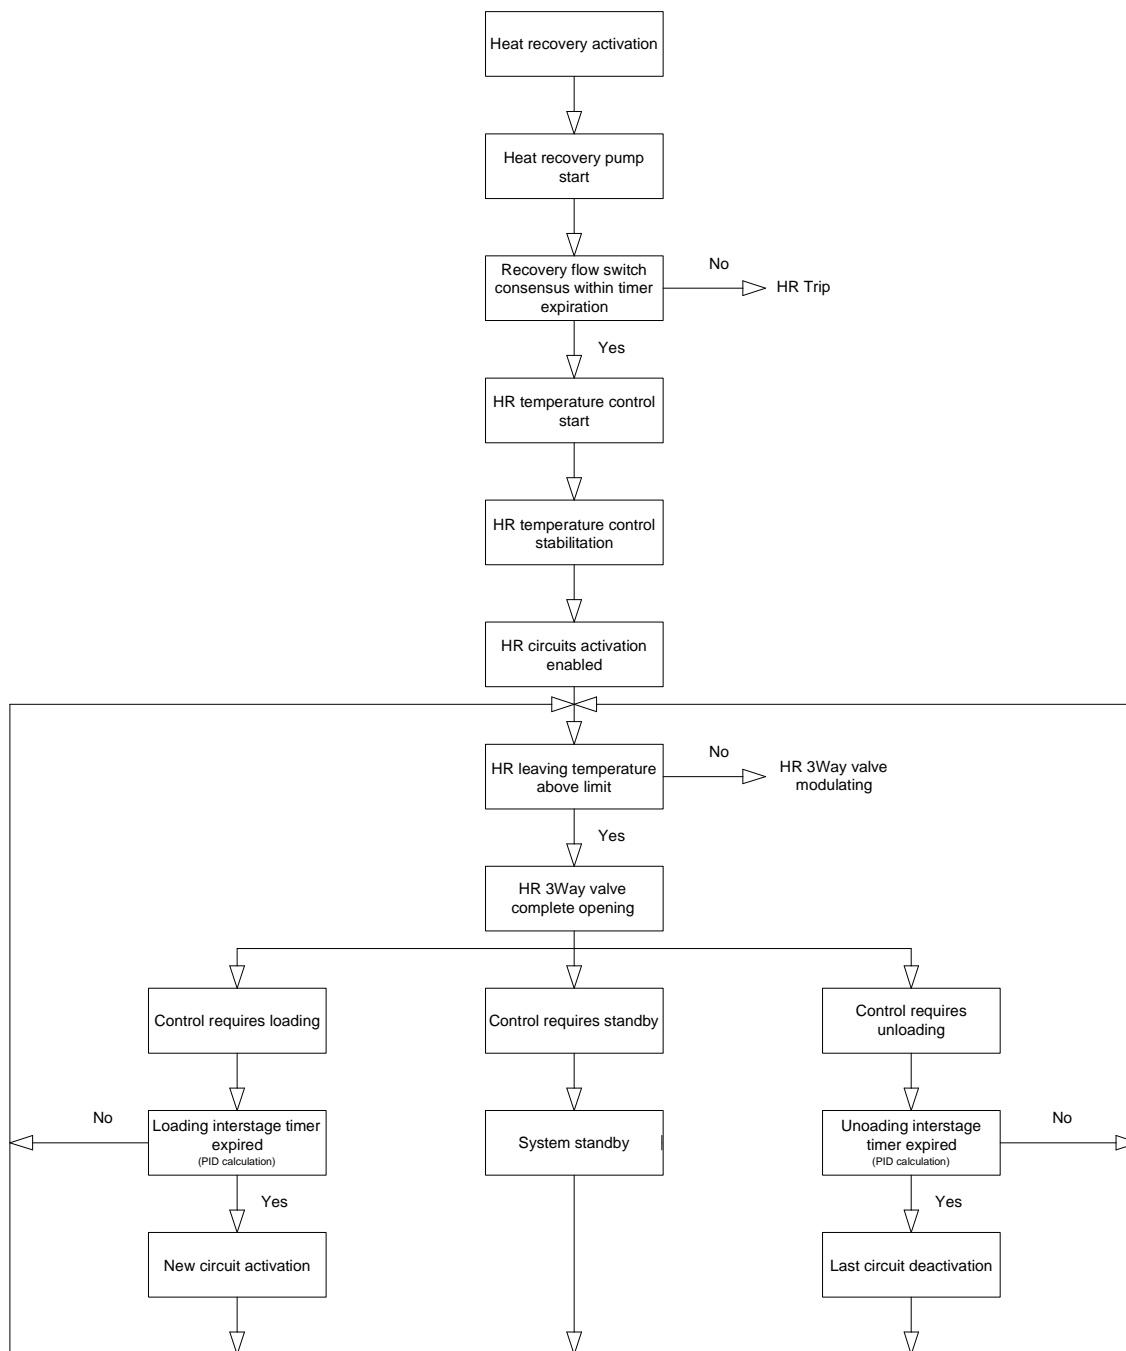 Heat recovery activation
Heat recovery pump
start
Recovery flow switch
consensus within timer
expiration
No
HR Trip
Yes
HR temperature control
start
HR temperature control
stabilitation
HR circuits activation
enabled
HR leaving temperature
above limit
No
HR 3Way valve
modulating
Yes
HR 3Way valve
complete opening
Control requires loading
Control requires standby
Control requires
unloading
No
Loading interstage timer
expired
(PID calculation)
System standby
Unoading interstage
timer expired
(PID calculation)
No
Yes
Yes
New circuit activation
Last circuit deactivation